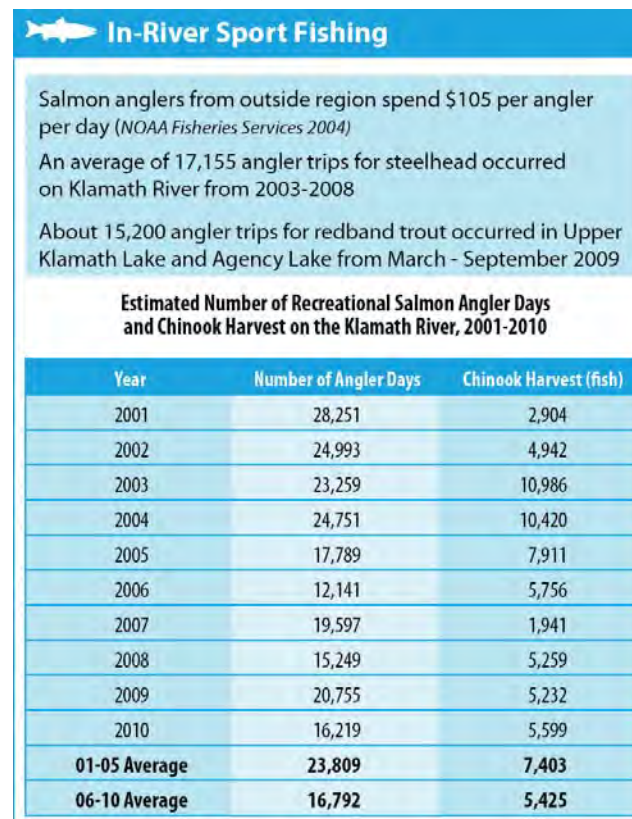 In-River Sport Fishing
Salmon anglers from outside region spend $105 per angler
per day (NOAA Fisheries Services 2004)
An average of 17,155 angler trips for steelhead occurred
on Klamath River from 2003-2008
About 15,200 angler trips for redband trout occurred in Upper
Klamath Lake and Agency Lake from March - September 2009
Estimated Number of Recreational Salmon Angler Days
and Chinook Harvest on the Klamath River, 2001-2010
Year Number of Angler Days Chinook Harvest (fish)
2001 28,251 2,904
2002 24,993 4,942
2003 23,259 10,986
2004 24,751 10,420
2005 17,789 7,911
2006 12,141 5,756
2007 19,597 1,941
2008 15,249 5,259
2009 20,755 5,232
2010 16,219 5,599
01-05 Average 23,809 7,403
06-10 Average 16,792 5,425